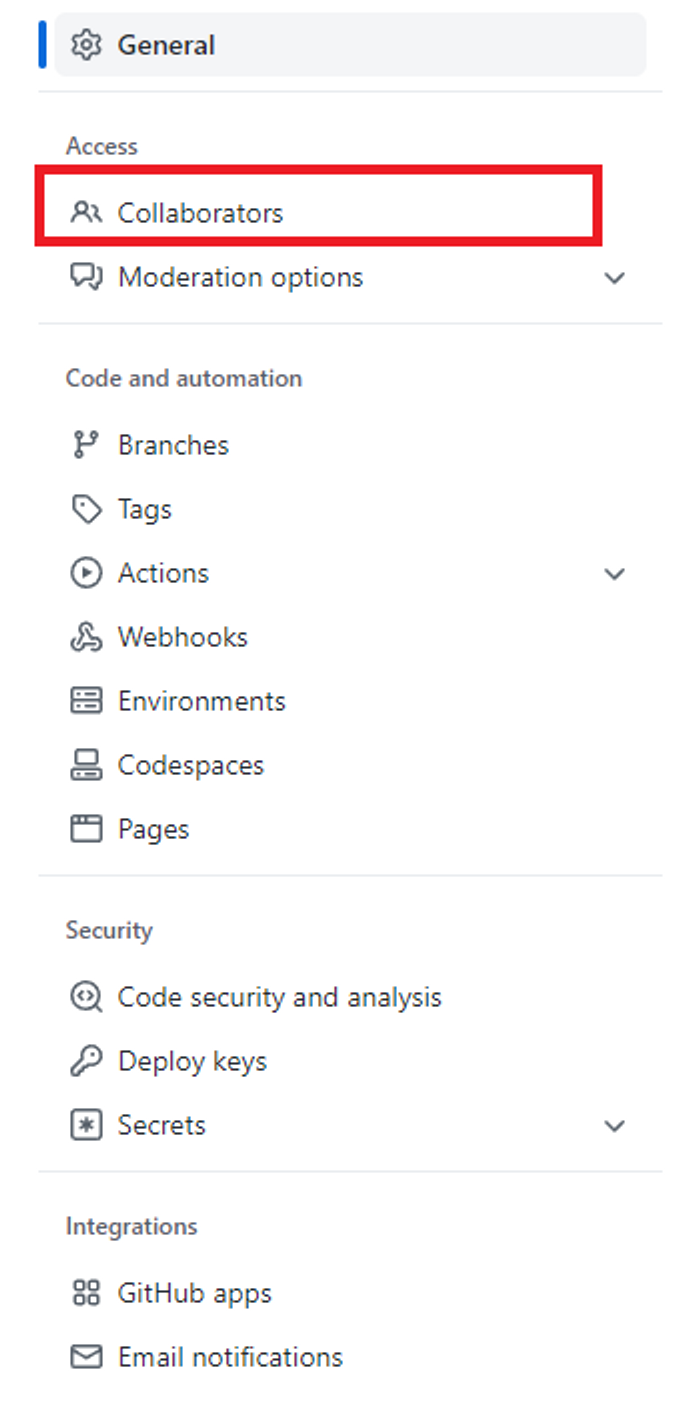 General
Access
Collaborators
Moderation options
Code and automation
Branches
Tags
Actions
Webhooks
Environments
Codespaces
Pages
Security
Code security and analysis
Deploy keys
Secrets
Integrations
GitHub apps
Email notifications